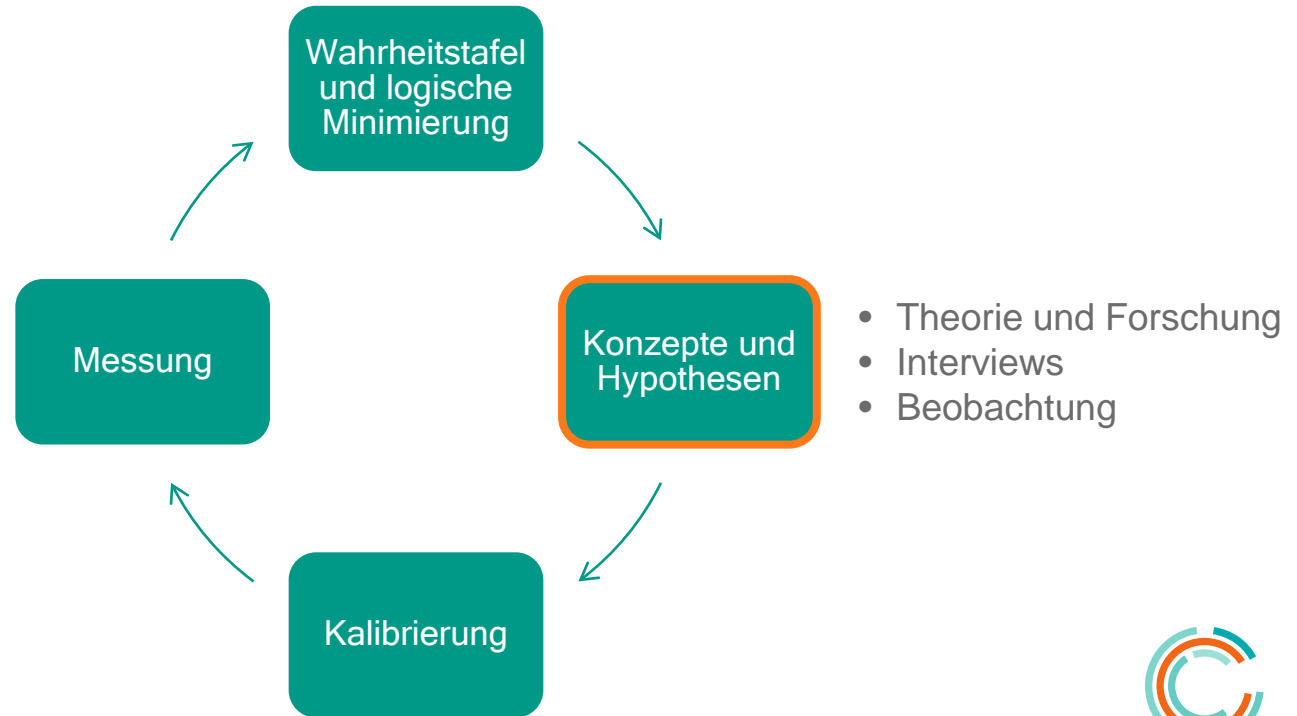 Wahrheitstafel
und logische
Minimierung
Messung
Konzepte und
Hypothesen
• Theorie und Forschung
• Interviews
• Beobachtung
Kalibrierung